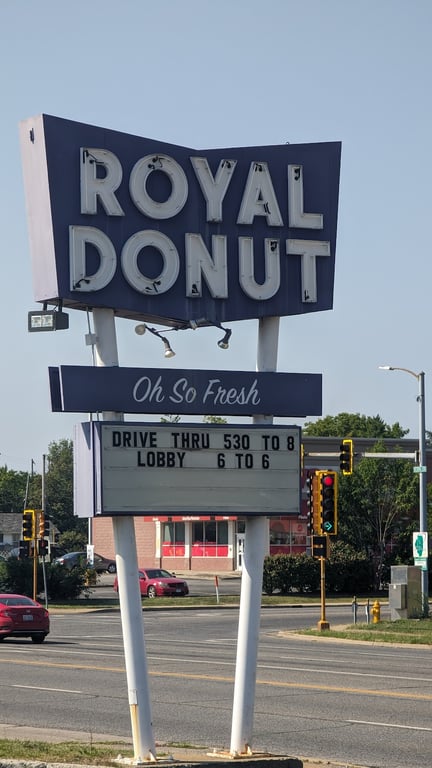 ROYAL
DONUT
Oh So Fresh
DRIVE THRU 530 TO 8
LOBBY 6 TO 6